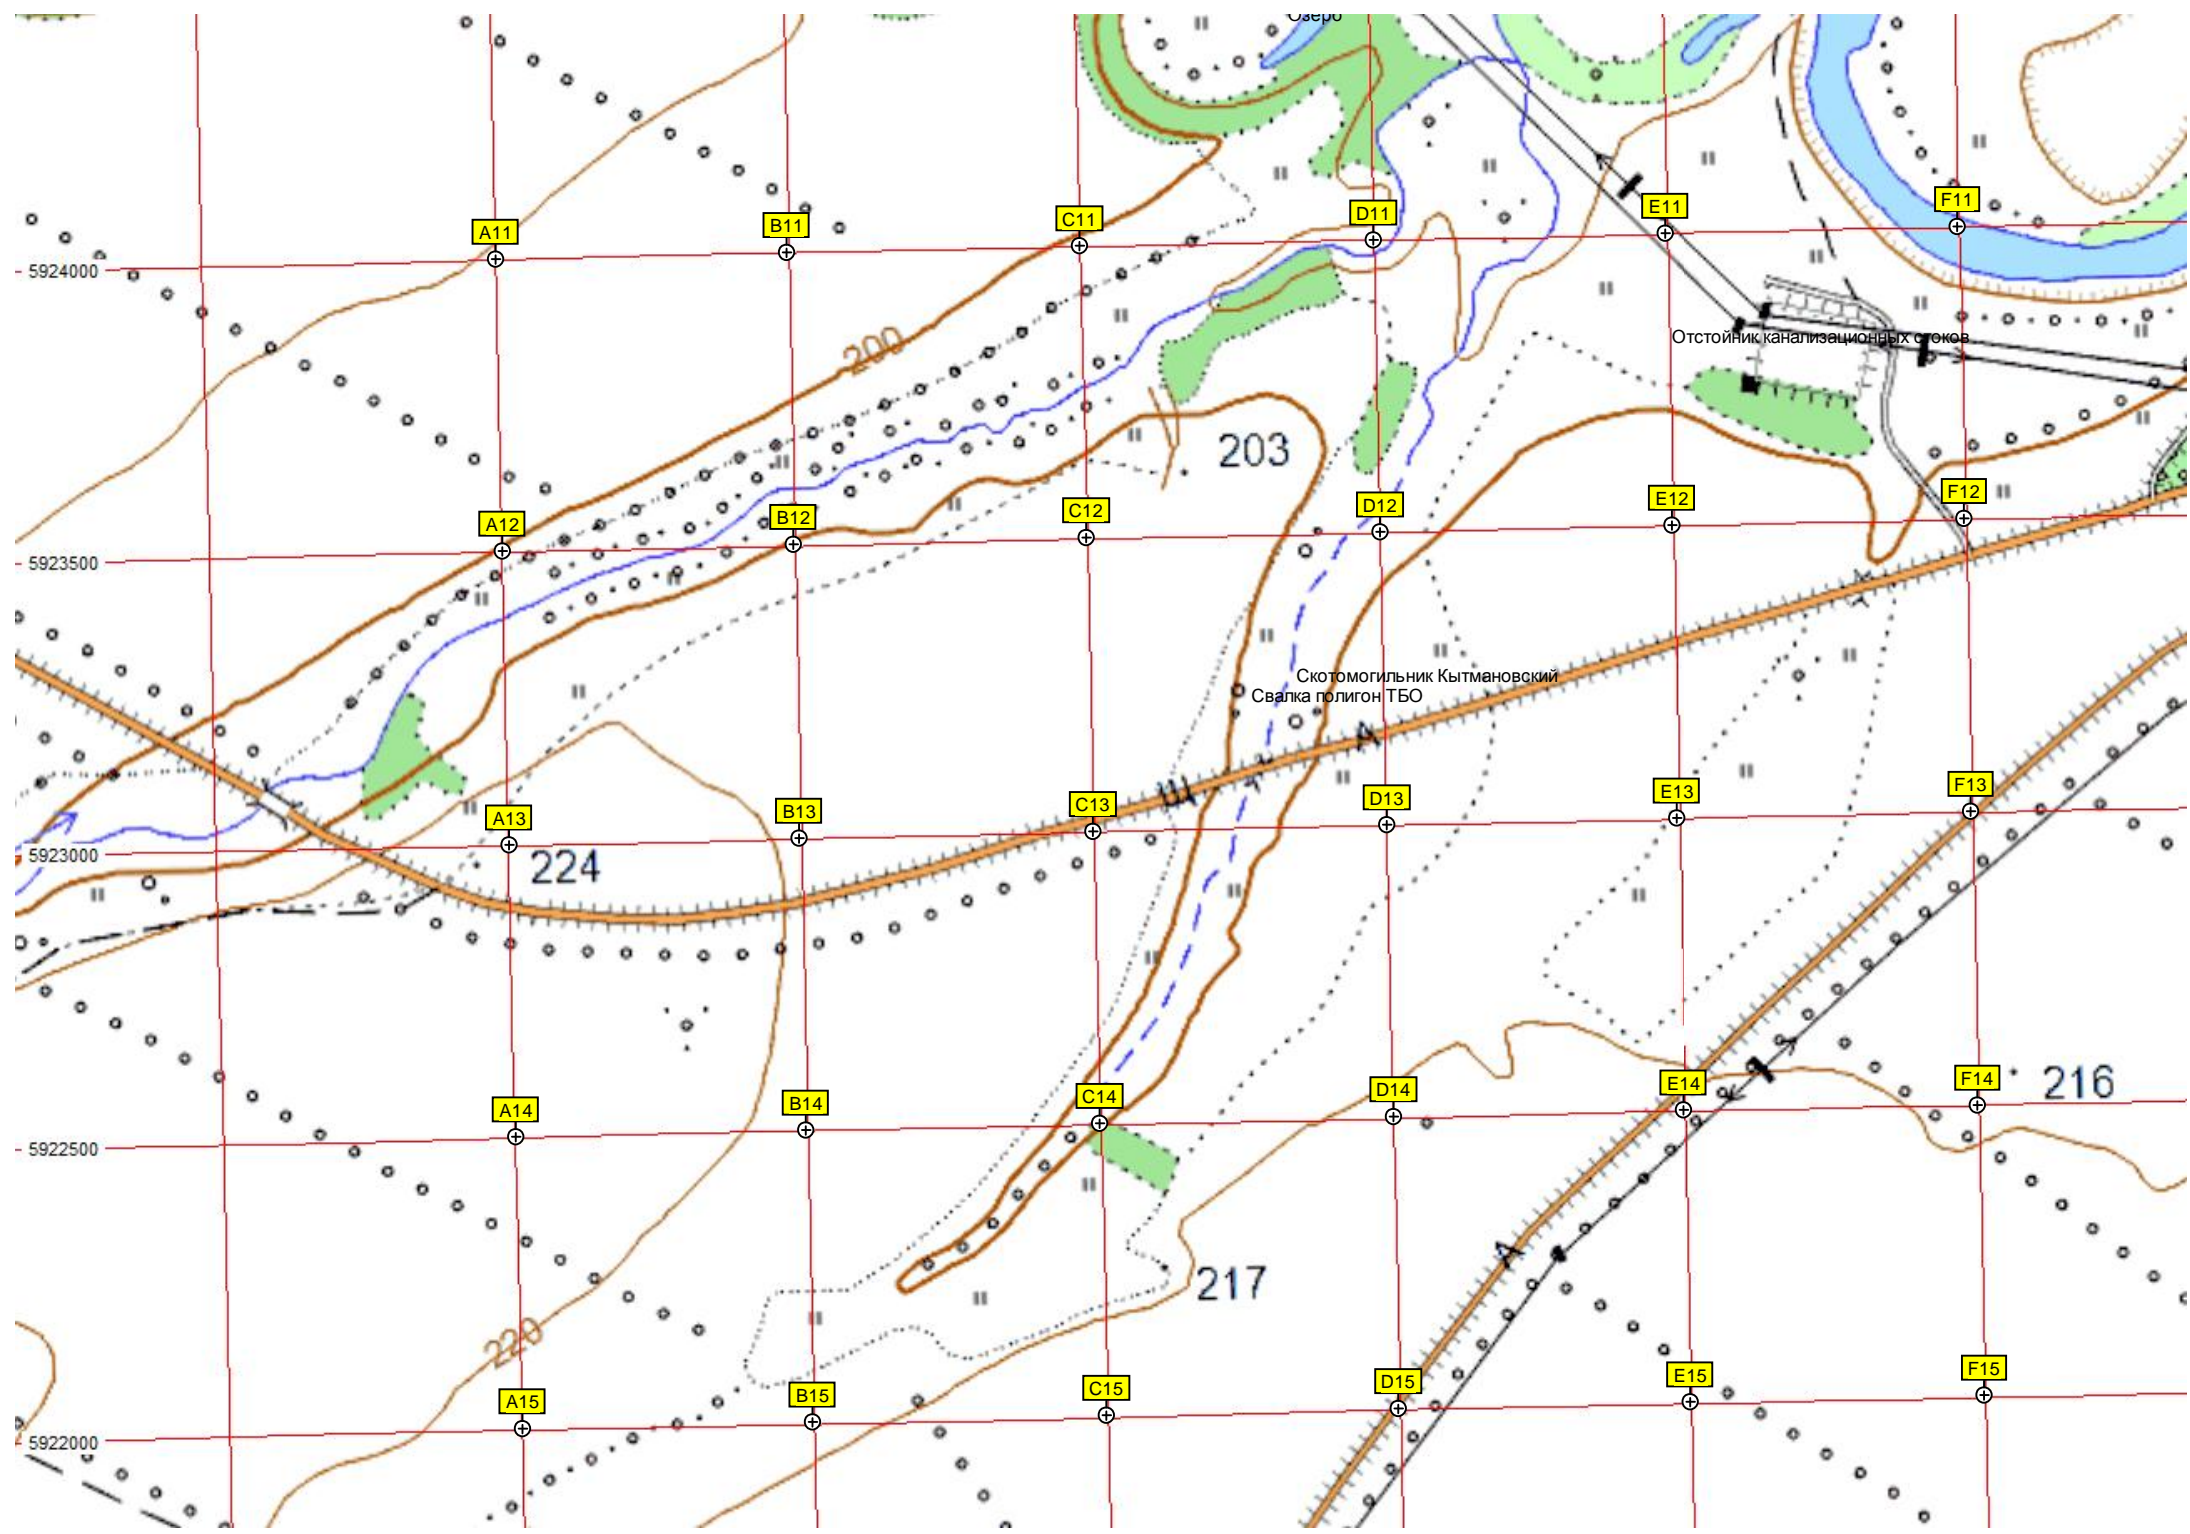 Озеро
A11 B11 C11 D11 E11 F11
5924000
200
Отстойник канализационных стоков
203
A12 B12 C12 D12 E12 F12
5923500
Скотомогильник Кытмановский
Свалка полигон ТБО
A
Ш
A13 B13 C13 D13 E13 F13
5923000
224
A14 B14 C14 D14 E14 F14
216
5922500
A
217
220
A15 B15 C15 D15 E15 F15
5922000